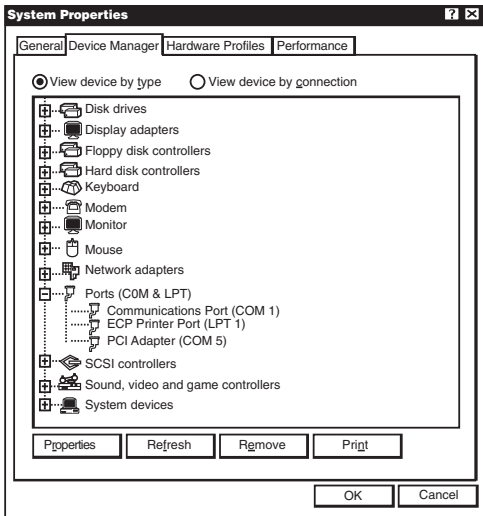 System Properties
General Device Manager Hardware Profiles Performance
View device by type View device by connection
Disk drives
Display adapters
Floppy disk controllers
Hard disk controllers
Keyboard
Modem
Monitor
Mouse
Network adapters
Ports (C0M & LPT)
Communications Port (COM 1)
ECP Printer Port (LPT 1)
PCI Adapter (COM 5)
SCSI controllers
Sound, video and game controllers
System devices
Properties Refresh Remove Print
OK Cancel